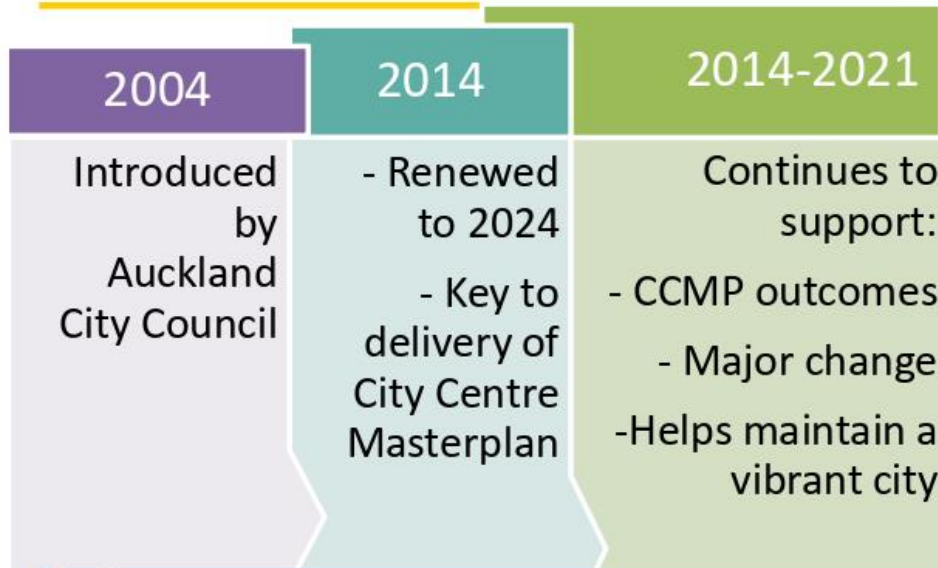 2004
Introduced
by
Auckland
City Council
2014
- Renewed
to 2024
- Key to
delivery of
City Centre
Masterplan
2014-2021
Continues to
support:
- CCMP outcomes
- Major change
-Helps maintain a
vibrant city